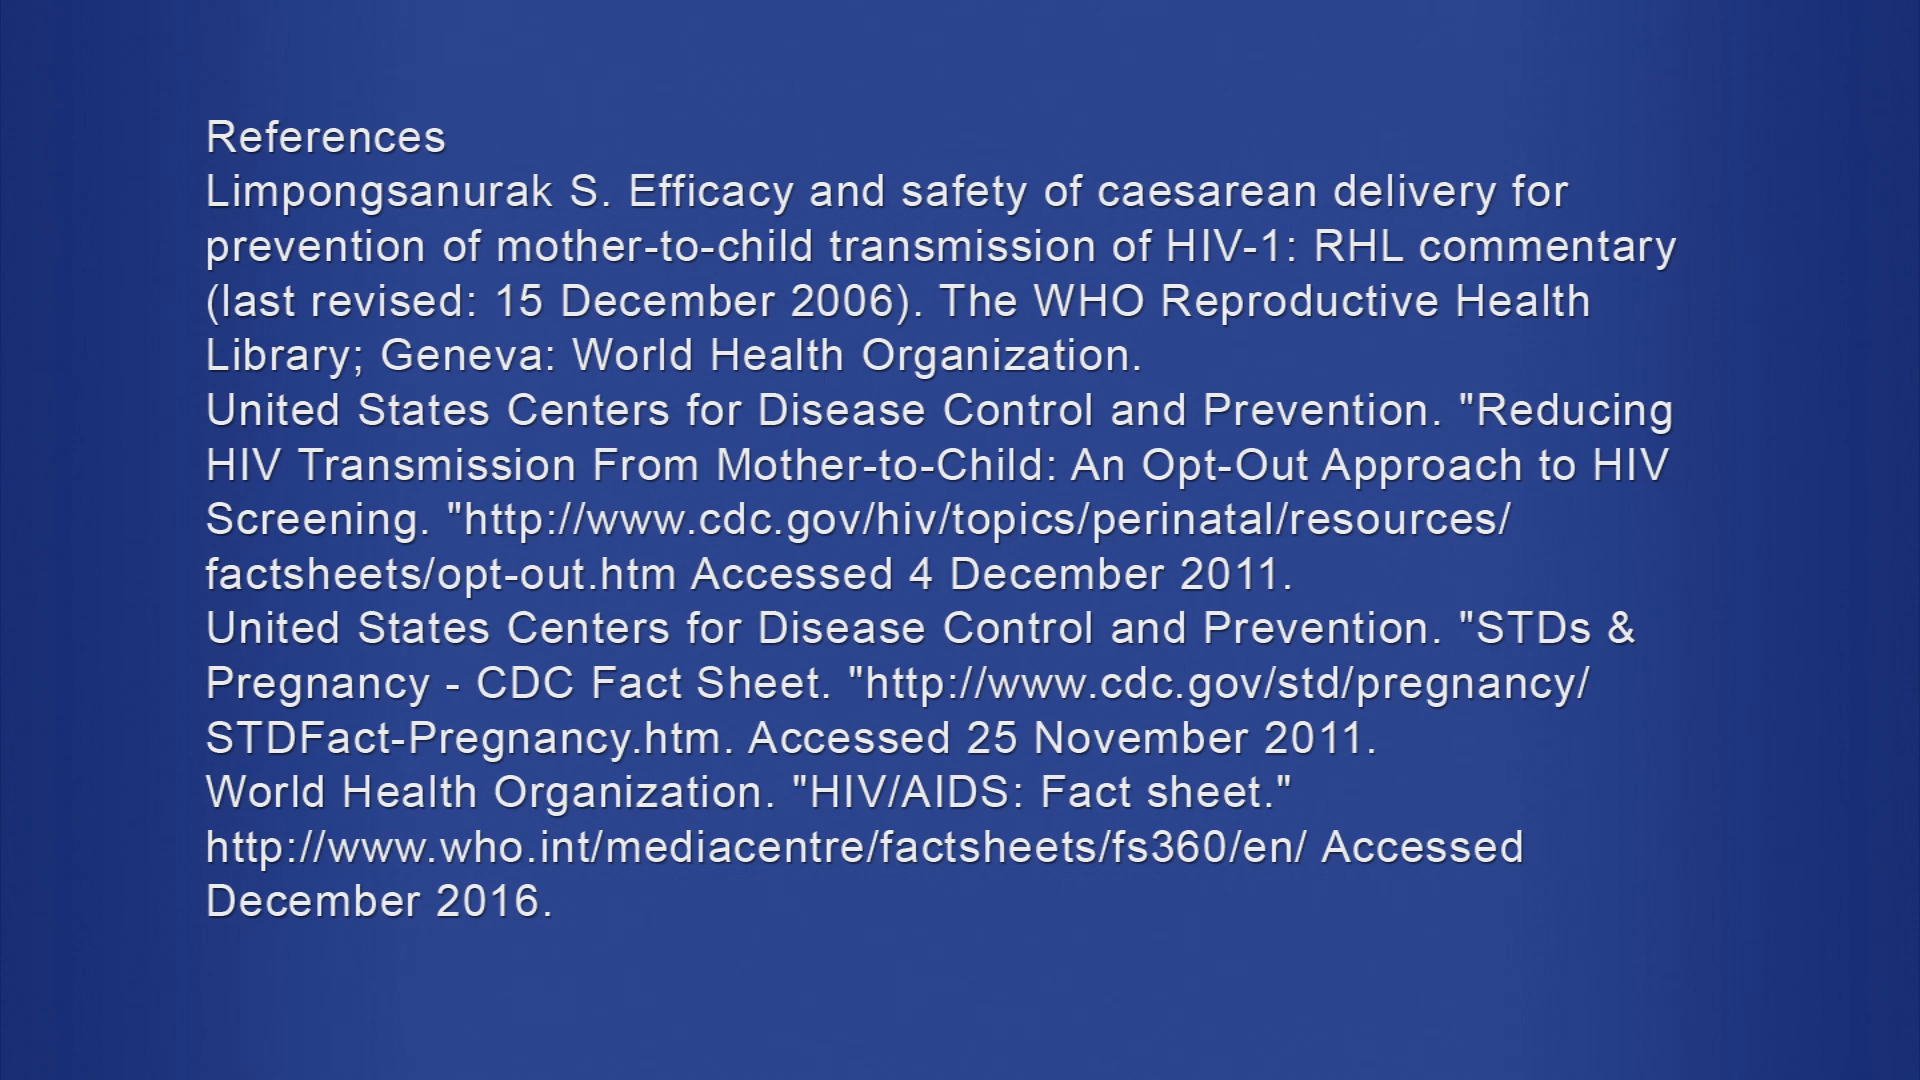 References
Limpongsanurak S. Efficacy and safety of caesarean delivery for
prevention of mother-to-child transmission of HIV-1: RHL commentary
(last revised: 15 December 2006). The WHO Reproductive Health
Library; Geneva: World Health Organization.
United States Centers for Disease Control and Prevention. "Reducing
HIV Transmission From Mother-to-Child: An Opt-Out Approach to HIV
Screening. "http://www.cdc.gov/hiv/topics/perinatal/resources/
factsheets/opt-out.htm Accessed 4 December 2011.
United States Centers for Disease Control and Prevention. "STDs &
Pregnancy - CDC Fact Sheet. "http://www.cdc.gov/std/pregnancy/
STDFact-Pregnancy.htm. Accessed 25 November 2011.
World Health Organization. "HIV/AIDS: Fact sheet."
http://www.who.int/mediacentre/factsheets/fs360/en/ Accessed
December 2016.